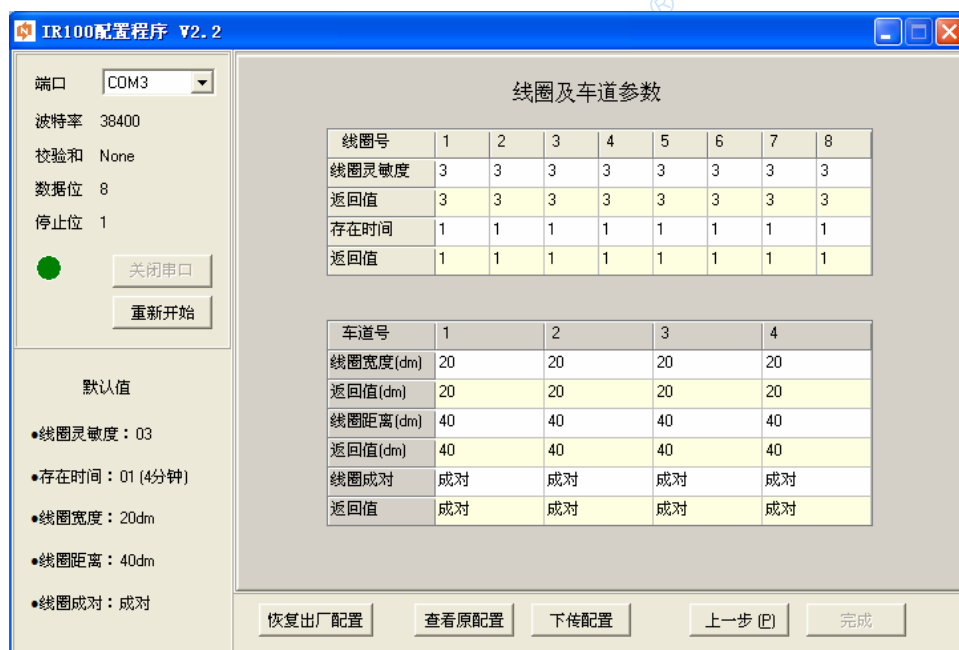 IR100配置程序 V2.2
端口 COM3
波特率 38400
校验和 None
数据位 8
停止位 1
关闭串口
重新开始
默认值
●线圈灵敏度：03
●存在时间：01 (4分钟)
●线圈宽度：20dm
●线圈距离：40dm
●线圈成对：成对
线圈及车道参数
线圈号 1 2 3 4 5 6 7 8
线圈灵敏度 3 3 3 3 3 3 3 3
返回值 3 3 3 3 3 3 3 3
存在时间 1 1 1 1 1 1 1 1
返回值 1 1 1 1 1 1 1 1
车道号 1 2 3 4
线圈宽度(dm) 20 20 20 20
返回值(dm) 20 20 20 20
线圈距离(dm) 40 40 40 40
返回值(dm) 40 40 40 40
线圈成对 成对 成对 成对 成对
返回值 成对 成对 成对 成对
恢复出厂配置 查看原配置 下传配置 上一步(P) 完成